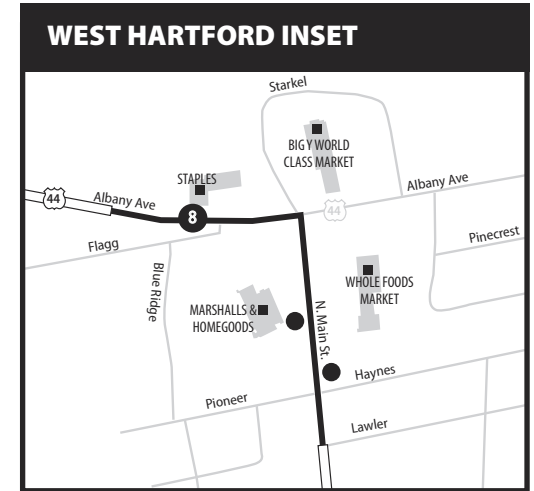 WEST HARTFORD INSET
Starkel
BIG Y WORLD
CLASS MARKET
STAPLES
44
Albany Ave
Albany Ave
8
44
Flagg
Pinecrest
Blue Ridge
WHOLE FOODS
MARKET
MARSHALLS &
HOMEGOODS
N. Main St.
Haynes
Pioneer
Lawler